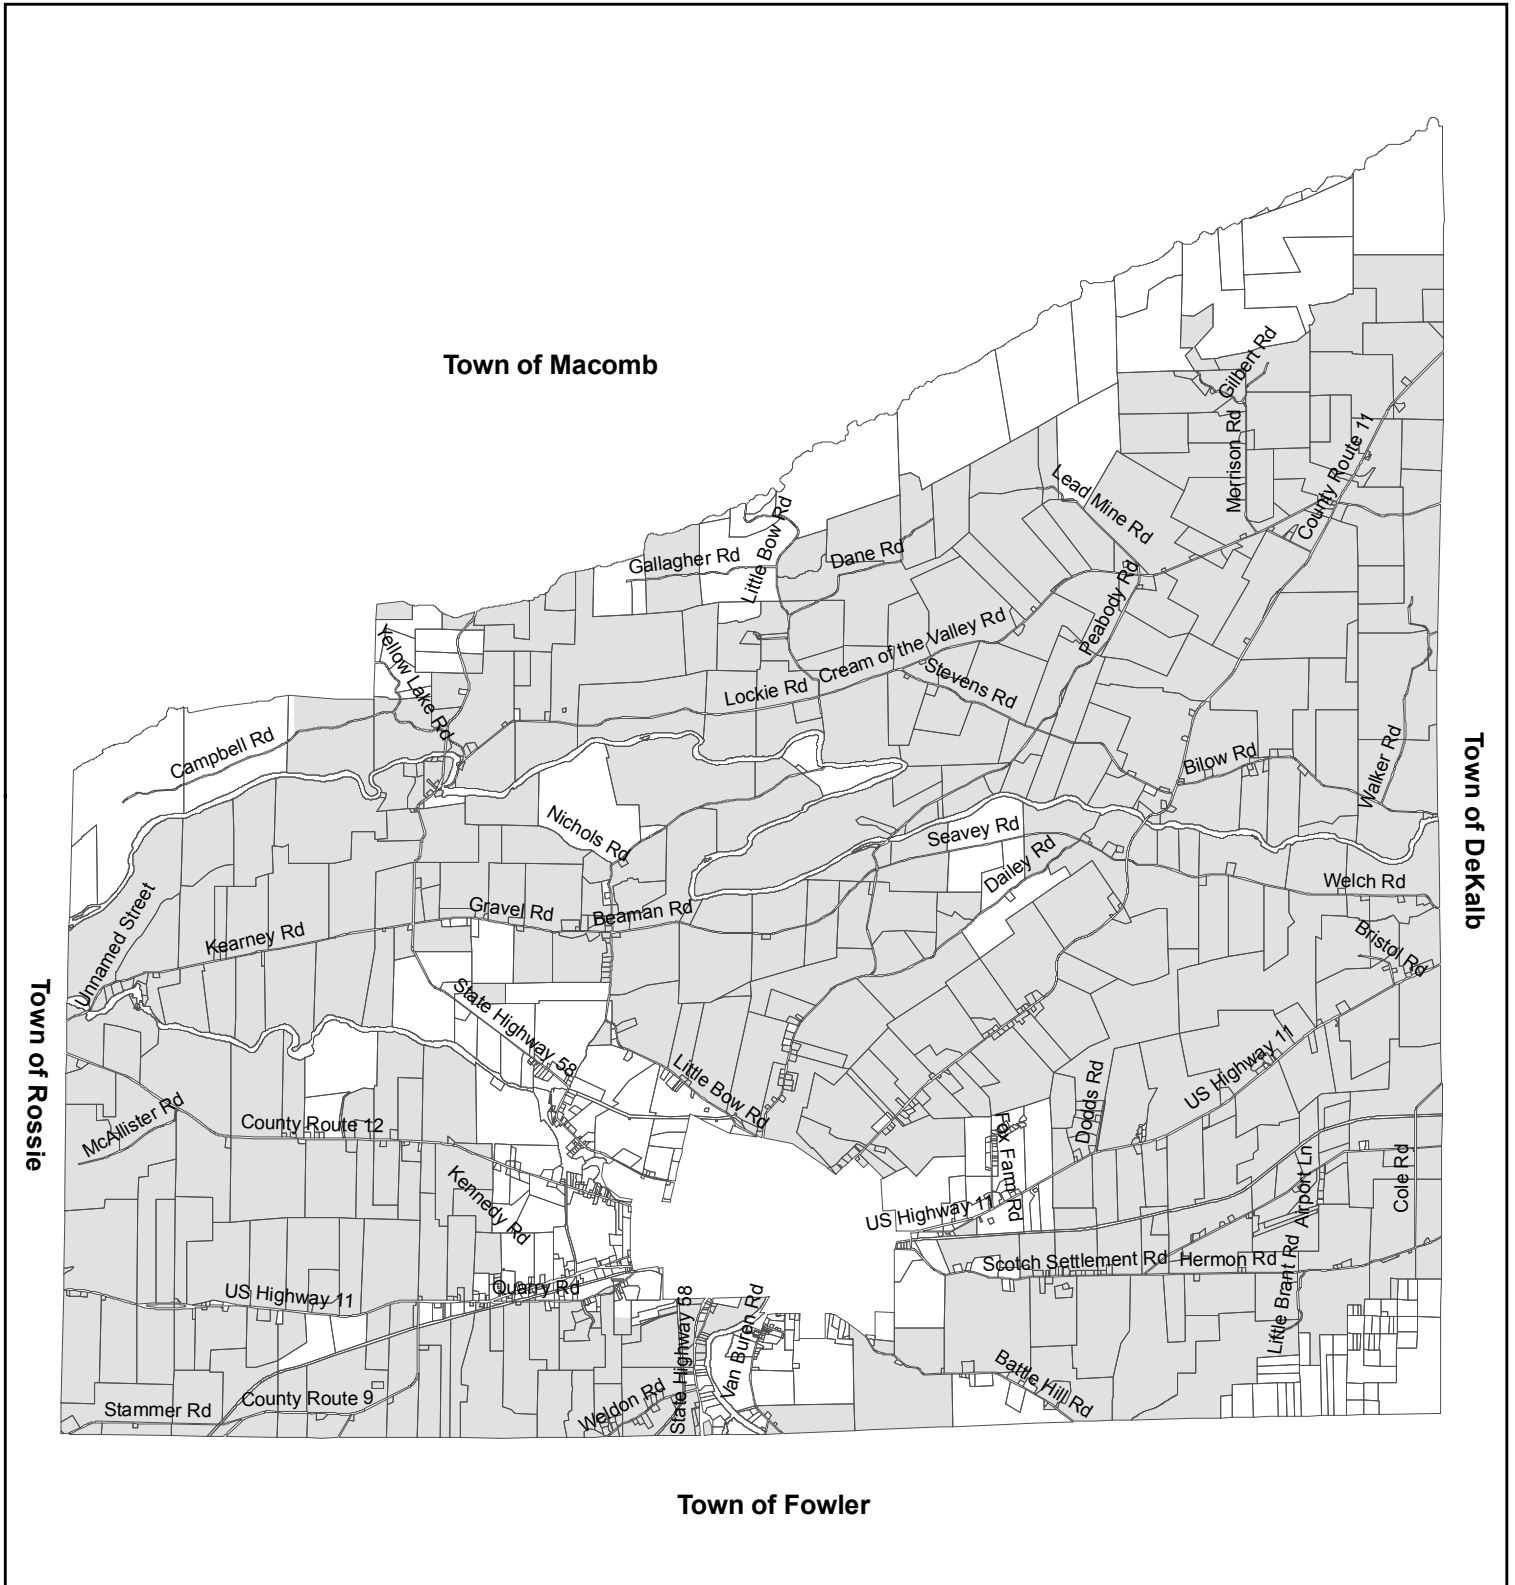 Town of Macomb
Gilbert Rd
Morrison Rd
County Route 11
Lead Mine Rd
Little Bow Rd
Gallagher Rd
Dane Rd
Peabody Rd
Cream of the Valley Rd
Yellow Lake Rd
Stevens Rd
Lockie Rd
Campbell Rd
Bilow Rd
Walker Rd
Town of DeKalb
Nichols Rd
Seavey Rd
Dailey Rd
Welch Rd
Unnamed Street
Gravel Rd
Beaman Rd
Kearney Rd
Bristol Rd
Town of Rossie
State Highway 58
US Highway 11
Little Bow Rd
Dodds Rd
McAllister Rd
County Route 12
Fox Farm Rd
Kennedy Rd
Airport Ln
Cole Rd
US Highway 11
Scotch Settlement Rd
Hermon Rd
Quarry Rd
US Highway 11
Little Brant Rd
State Highway 58
Van Buren Rd
Battle Hill Rd
Weldon Rd
County Route 9
Stammer Rd
Town of Fowler